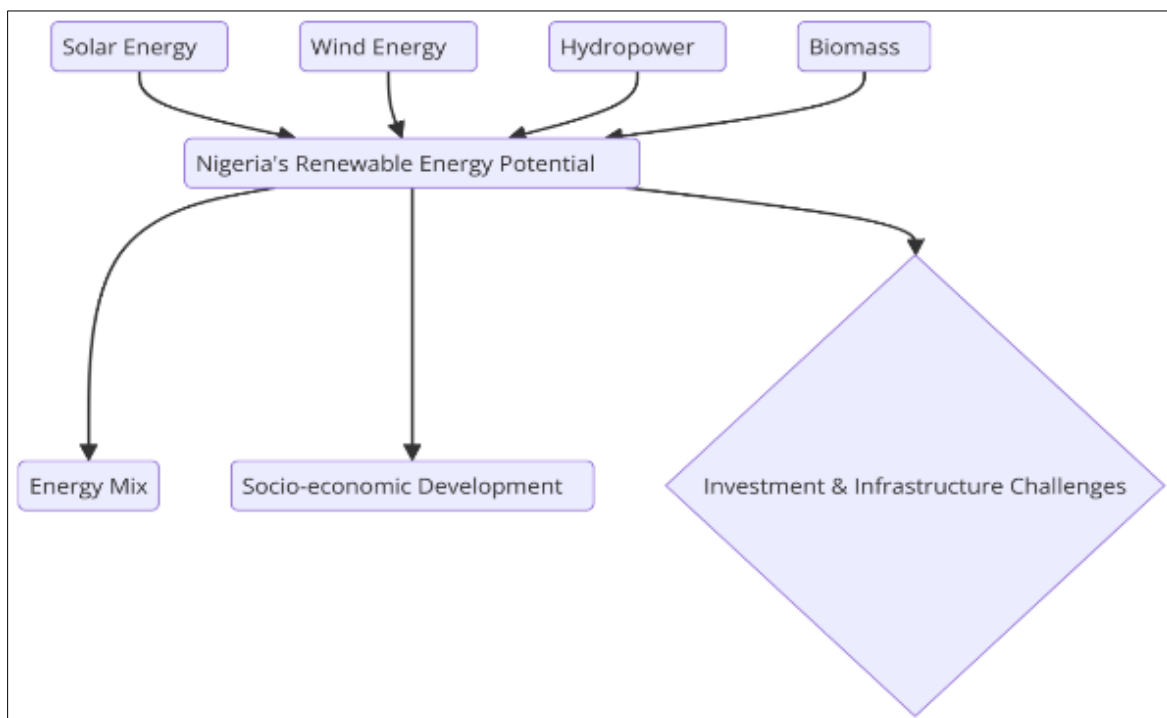 Solar Energy
Wind Energy
Hydropower
Biomass
Nigeria's Renewable Energy Potential
Energy Mix
Socio-economic Development
Investment & Infrastructure Challenges